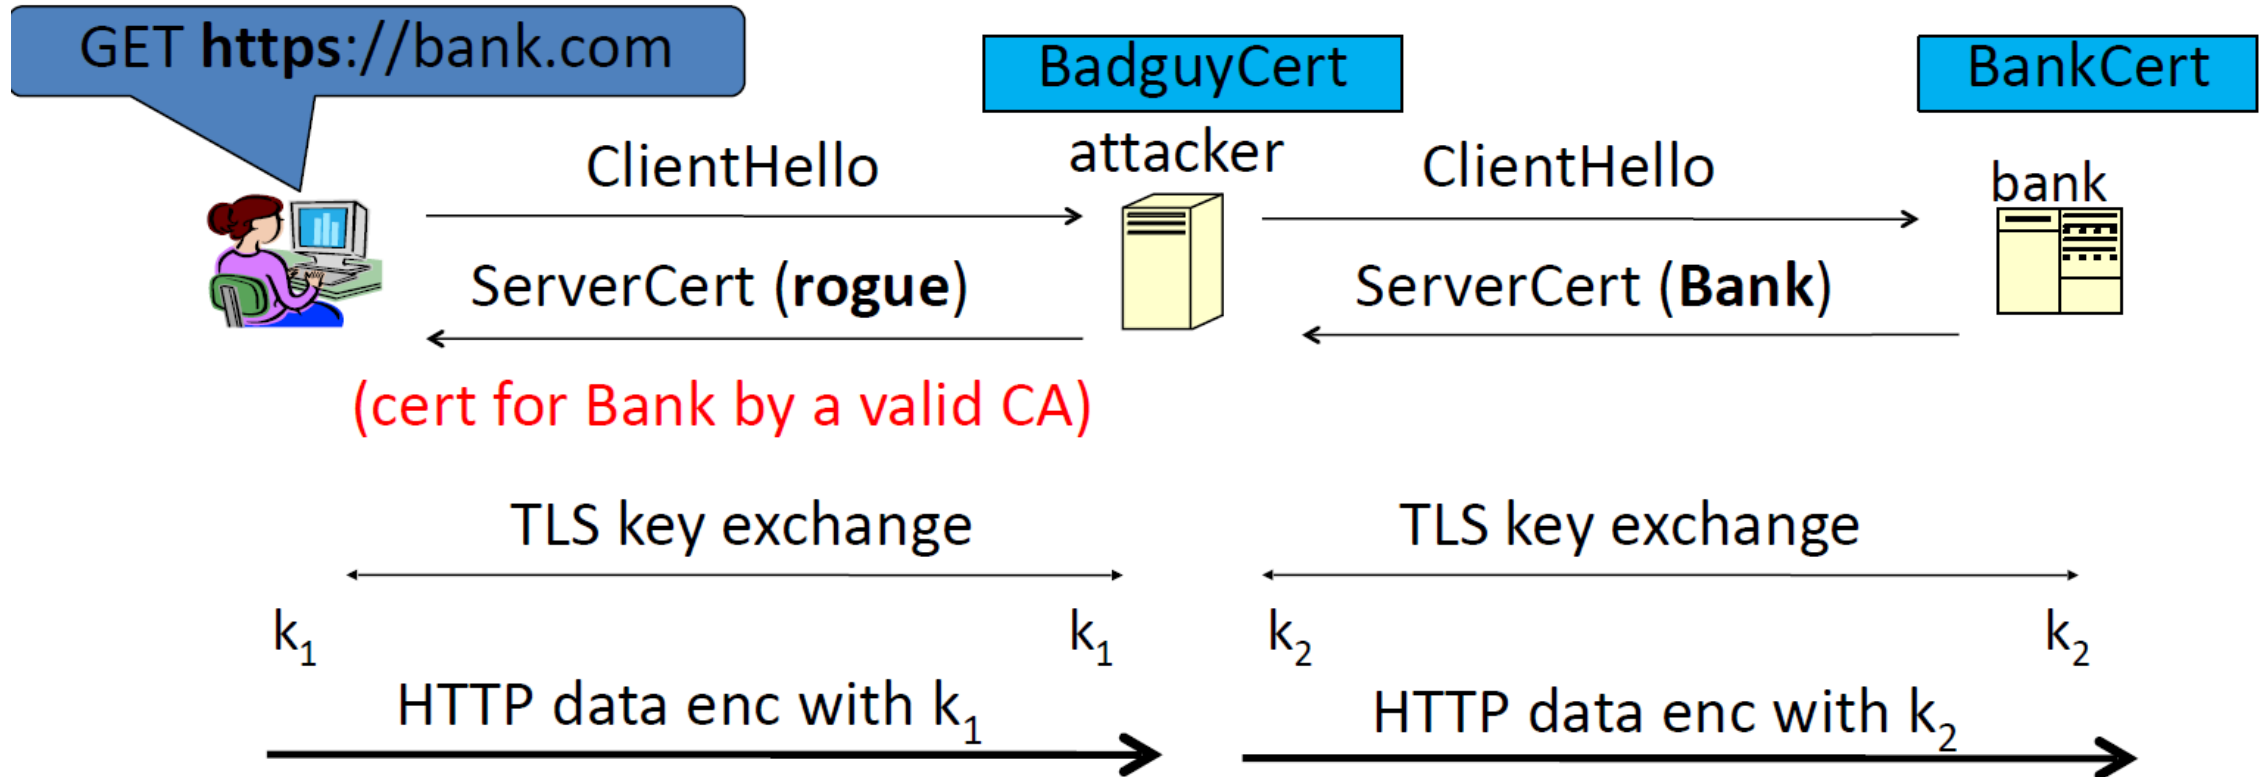 GET https://bank.com
BadguyCert
BankCert
attacker
bank
ClientHello
ClientHello
ServerCert (rogue)
ServerCert (Bank)
(cert for Bank by a valid CA)
TLS key exchange
TLS key exchange
k₁
k₁
k₂
k₂
HTTP data enc with k₁
HTTP data enc with k₂